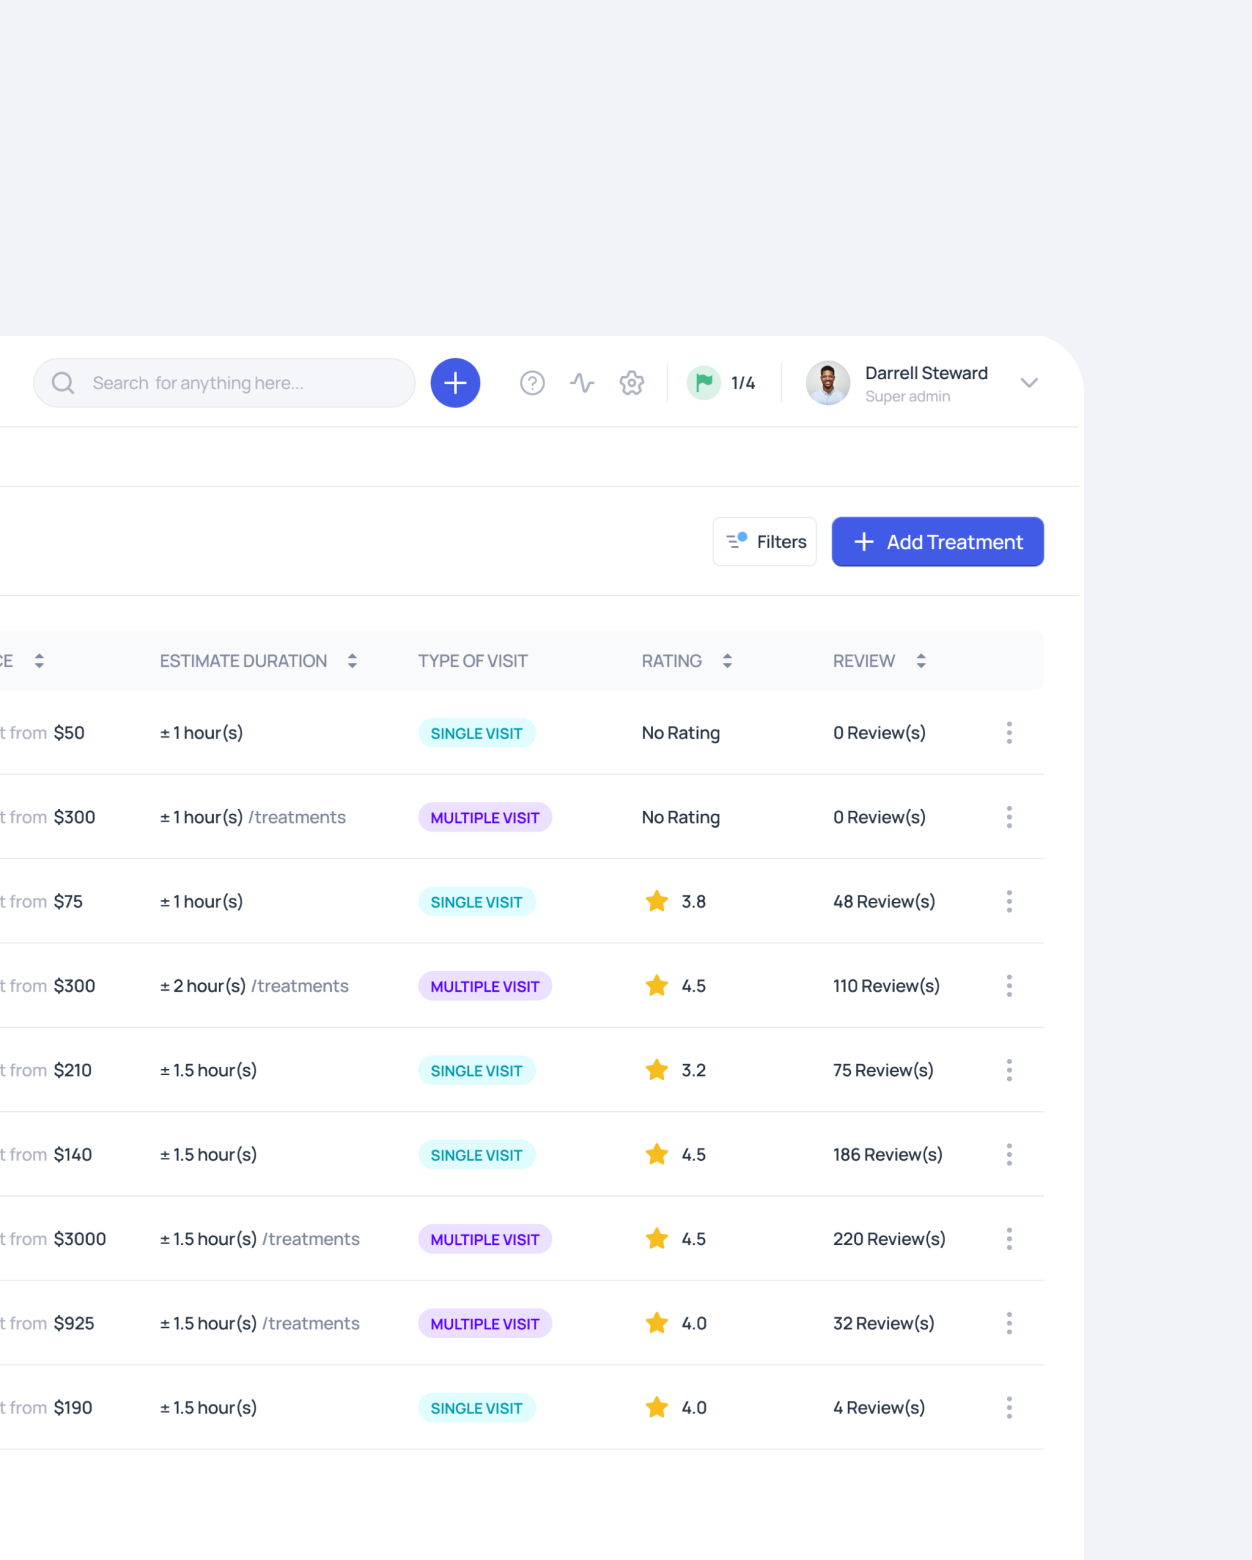 Search for anything here...
1/4
Darrell Steward
Super admin
Filters
Add Treatment
CE ESTIMATE DURATION TYPE OF VISIT RATING REVIEW
t from $50 ± 1 hour(s) SINGLE VISIT No Rating 0 Review(s)
t from $300 ± 1 hour(s) /treatments MULTIPLE VISIT No Rating 0 Review(s)
t from $75 ± 1 hour(s) SINGLE VISIT 3.8 48 Review(s)
t from $300 ± 2 hour(s) /treatments MULTIPLE VISIT 4.5 110 Review(s)
t from $210 ± 1.5 hour(s) SINGLE VISIT 3.2 75 Review(s)
t from $140 ± 1.5 hour(s) SINGLE VISIT 4.5 186 Review(s)
t from $3000 ± 1.5 hour(s) /treatments MULTIPLE VISIT 4.5 220 Review(s)
t from $925 ± 1.5 hour(s) /treatments MULTIPLE VISIT 4.0 32 Review(s)
t from $190 ± 1.5 hour(s) SINGLE VISIT 4.0 4 Review(s)